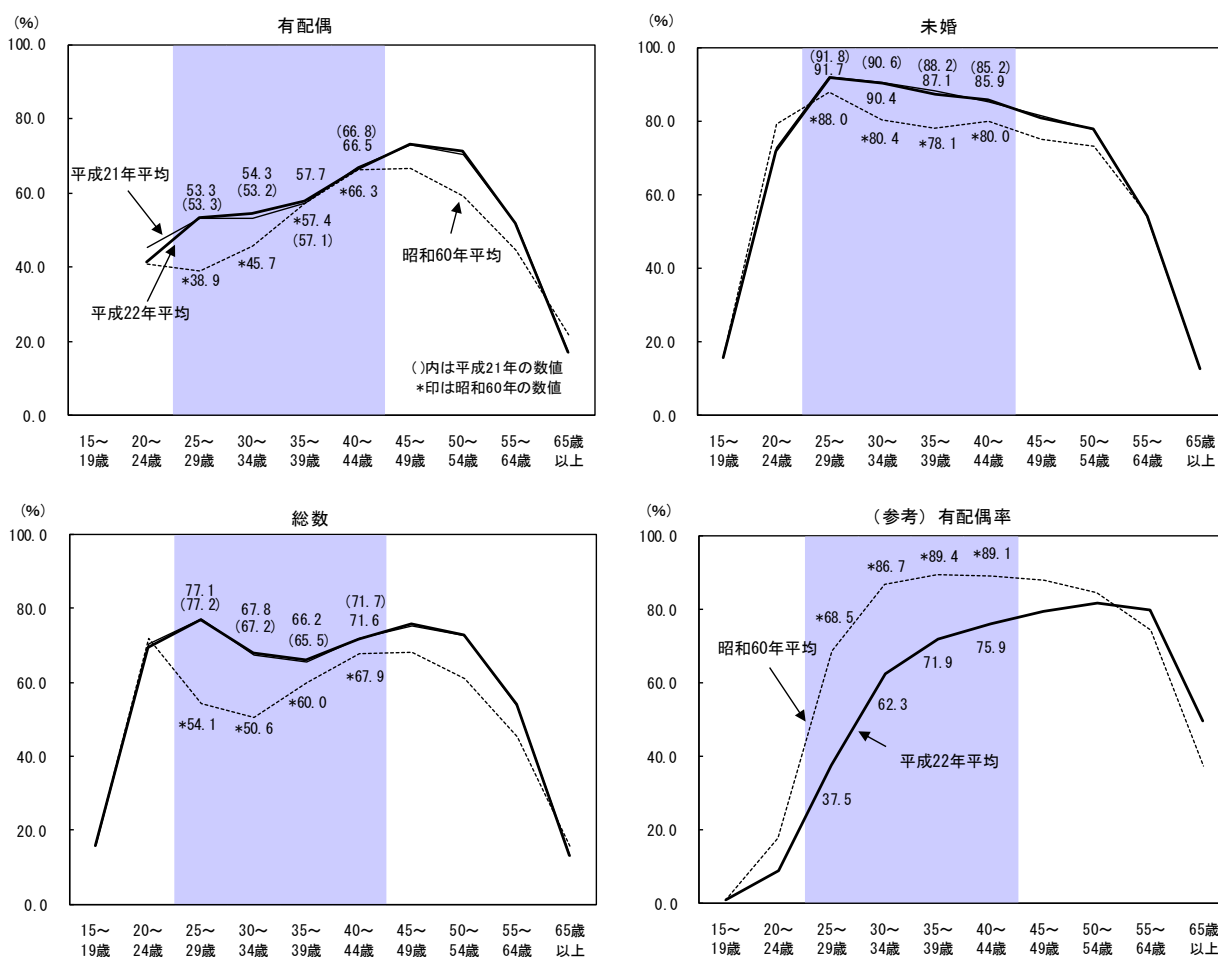 有配偶
(%)
100.0
80.0
60.0
40.0
20.0
0.0
平成21年平均
平成22年平均
昭和60年平均
53.3
(53.3)
54.3
(53.2)
57.7
(66.8)
66.5
*38.9
*45.7
*57.4
(57.1)
*66.3
()内は平成21年の数値
*印は昭和60年の数値
15～ 20～ 25～ 30～ 35～ 40～ 45～ 50～ 55～ 65歳
19歳 24歳 29歳 34歳 39歳 44歳 49歳 54歳 64歳 以上
未婚
(%)
100.0
80.0
60.0
40.0
20.0
0.0
(91.8) (90.6) (88.2) (85.2)
91.7 90.4 87.1 85.9
*88.0 *80.4 *78.1 *80.0
15～ 20～ 25～ 30～ 35～ 40～ 45～ 50～ 55～ 65歳
19歳 24歳 29歳 34歳 39歳 44歳 49歳 54歳 64歳 以上
総数
(%)
100.0
80.0
60.0
40.0
20.0
0.0
77.1
(77.2)
67.8
(67.2)
66.2
(65.5)
(71.7)
71.6
*54.1 *50.6 *60.0 *67.9
15～ 20～ 25～ 30～ 35～ 40～ 45～ 50～ 55～ 65歳
19歳 24歳 29歳 34歳 39歳 44歳 49歳 54歳 64歳 以上
(参考) 有配偶率
(%)
100.0
80.0
60.0
40.0
20.0
0.0
*68.5 *86.7 *89.4 *89.1
昭和60年平均
37.5 62.3 71.9 75.9
平成22年平均
15～ 20～ 25～ 30～ 35～ 40～ 45～ 50～ 55～ 65歳
19歳 24歳 29歳 34歳 39歳 44歳 49歳 54歳 64歳 以上